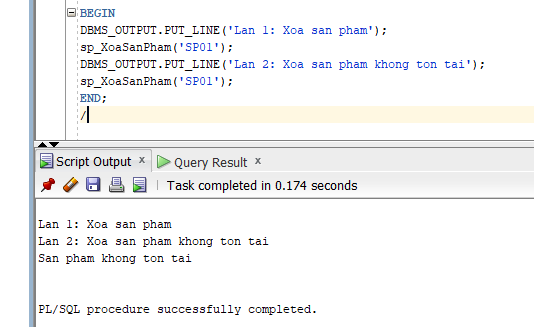 BEGIN
DBMS_OUTPUT.PUT_LINE('Lan 1: Xoa san pham');
sp_XoaSanPham('SP01');
DBMS_OUTPUT.PUT_LINE('Lan 2: Xoa san pham khong ton tai');
sp_XoaSanPham('SP01');
END;
/
Script Output x Query Result x
Task completed in 0.174 seconds
Lan 1: Xoa san pham
Lan 2: Xoa san pham khong ton tai
San pham khong ton tai
PL/SQL procedure successfully completed.